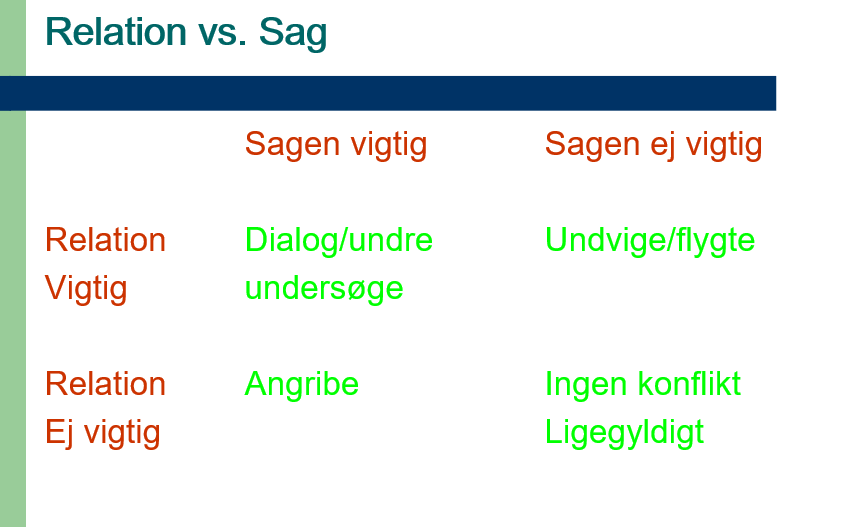 Relation vs. Sag
Sagen vigtig Sagen ej vigtig
Relation Dialog/undre Undvige/flygte
Vigtig undersøge
Relation Angribe Ingen konflikt
Ej vigtig Ligegyldigt